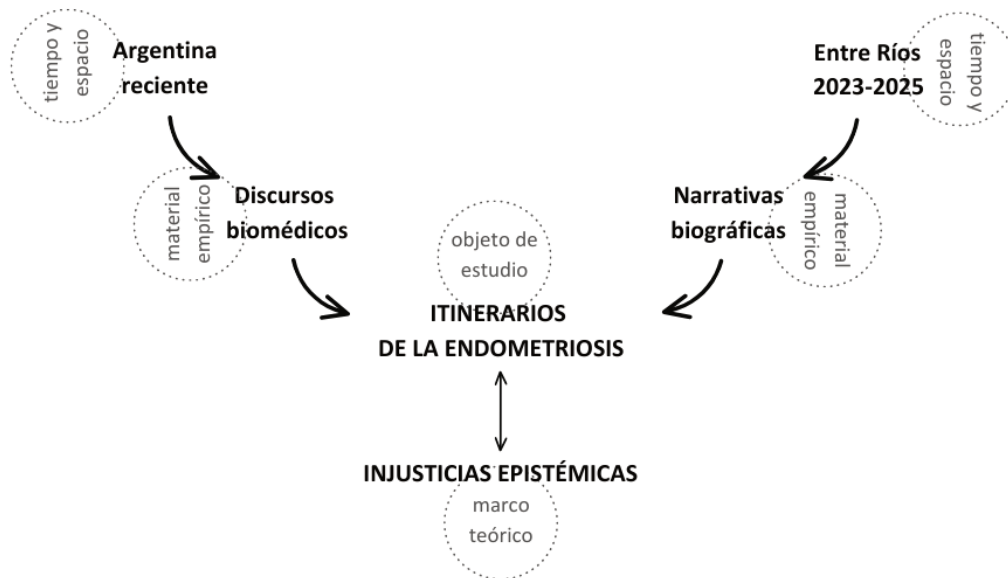 tiempo y
espacio
Argentina
reciente
Entre Ríos
2023-2025
tiempo y
espacio
material
empírico
Discursos
biomédicos
Narrativas
biográficas
material
empírico
objeto de
estudio
ITINERARIOS
DE LA ENDOMETRIOSIS
INJUSTICIAS EPISTÉMICAS
marco
teórico